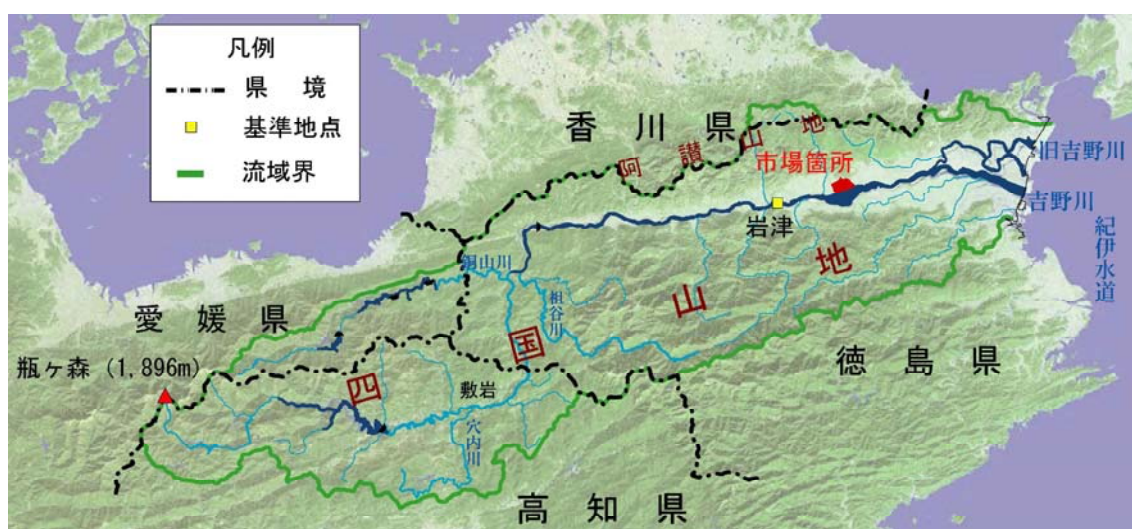 凡例
県 境
基準地点
流域界
香 川 県
阿 讃 山 地
市場箇所
旧吉野川
吉野川
岩津
紀伊水道
銅山川
祖谷川
愛 媛 県
瓶ヶ森 (1,896m)
四 国 山 地
敷岩
穴内川
徳 島 県
高 知 県